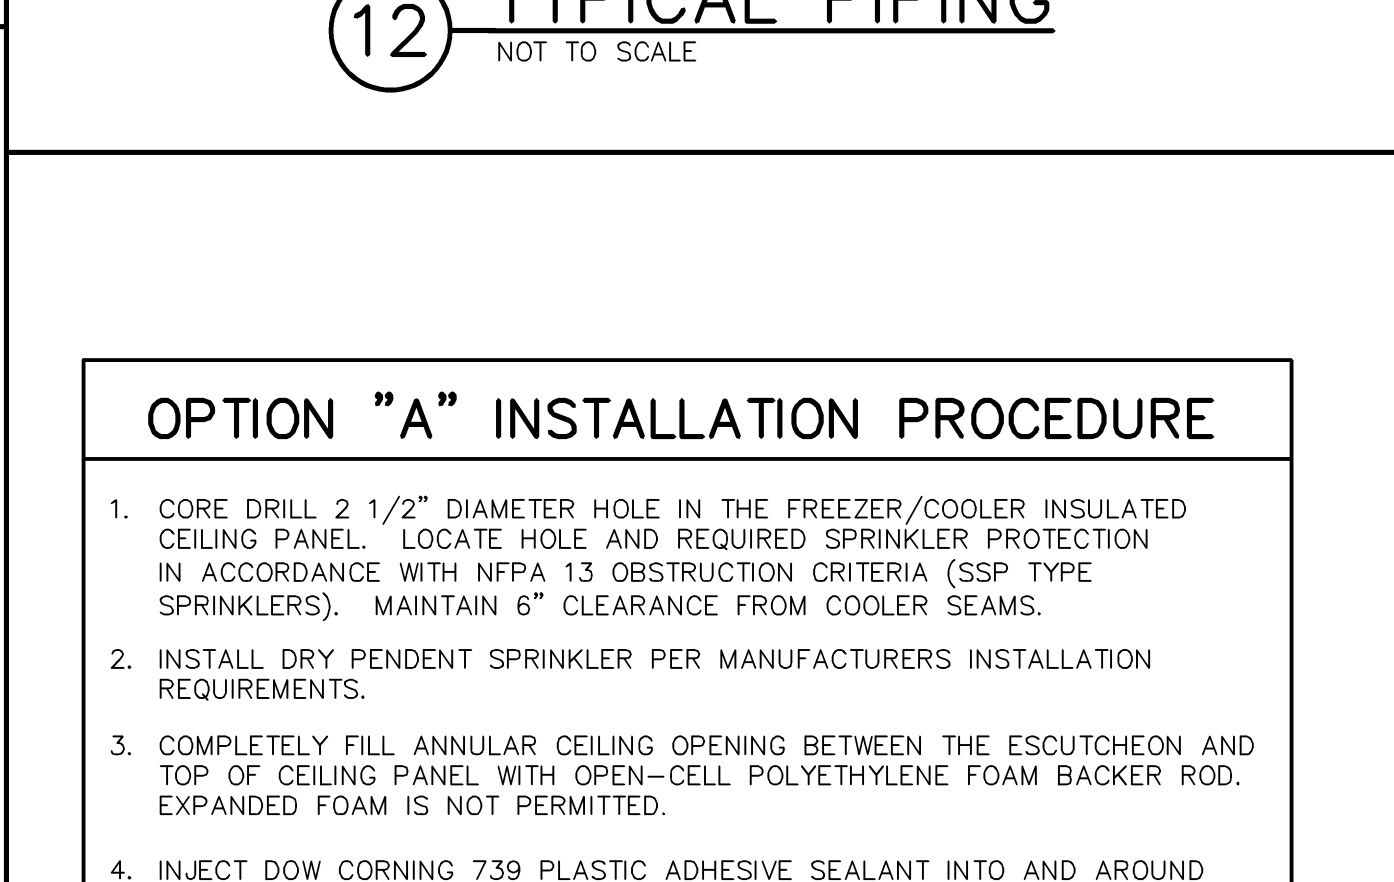 12
TYPICAL PIPING
NOT TO SCALE
OPTION "A" INSTALLATION PROCEDURE
1. CORE DRILL 2 1/2" DIAMETER HOLE IN THE FREEZER/COOLER INSULATED
CEILING PANEL. LOCATE HOLE AND REQUIRED SPRINKLER PROTECTION
IN ACCORDANCE WITH NFPA 13 OBSTRUCTION CRITERIA (SSP TYPE
SPRINKLERS). MAINTAIN 6" CLEARANCE FROM COOLER SEAMS.
2. INSTALL DRY PENDENT SPRINKLER PER MANUFACTURERS INSTALLATION
REQUIREMENTS.
3. COMPLETELY FILL ANNULAR CEILING OPENING BETWEEN THE ESCUTCHEON AND
TOP OF CEILING PANEL WITH OPEN-CELL POLYETHYLENE FOAM BACKER ROD.
EXPANDED FOAM IS NOT PERMITTED.
4. INJECT DOW CORNING 739 PLASTIC ADHESIVE SEALANT INTO AND AROUND